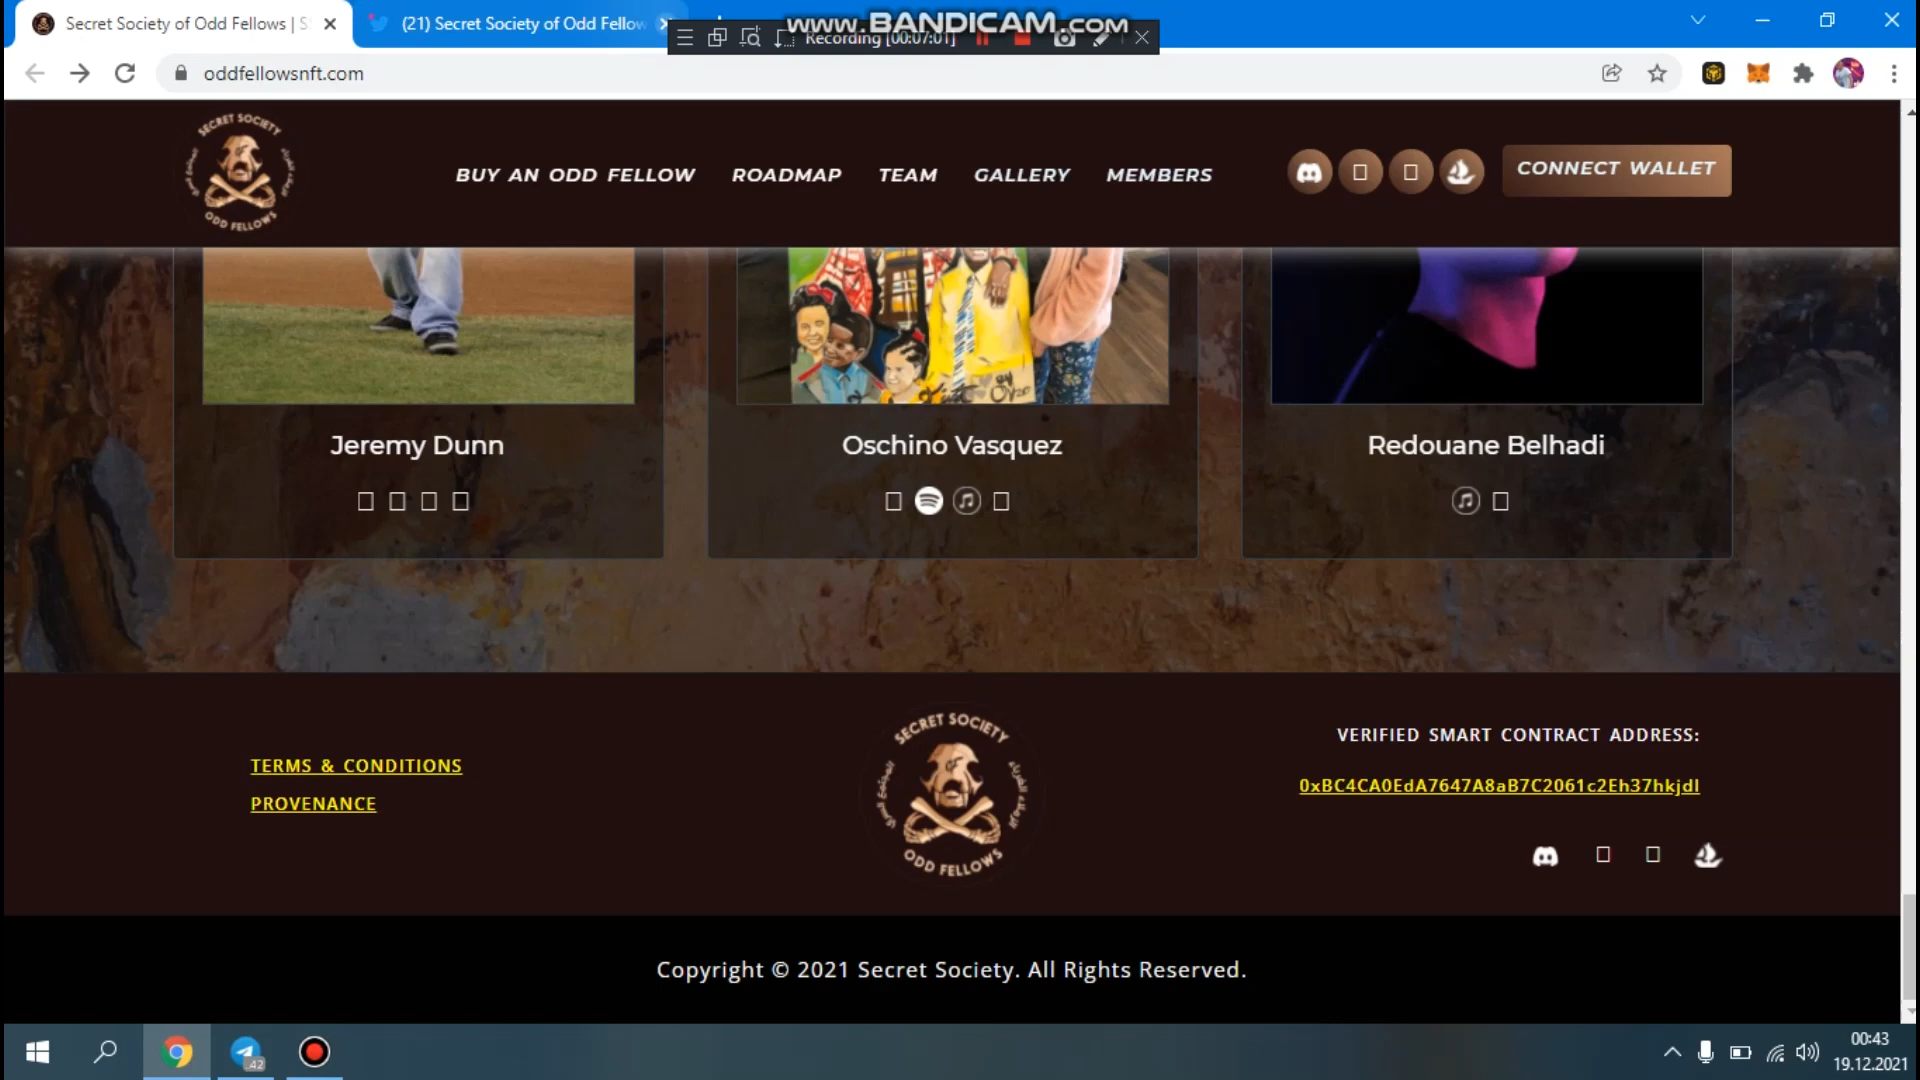 Secret Society of Odd Fellows | S
(21) Secret Society of Odd Fellow
www.BANDICAM.com
Recording [00:07:01]
oddfellowsnft.com
SECRET SOCIETY
ODD FELLOWS
BUY AN ODD FELLOW
ROADMAP
TEAM
GALLERY
MEMBERS
CONNECT WALLET
Jeremy Dunn
Oschino Vasquez
Redouane Belhadi
TERMS & CONDITIONS
PROVENANCE
SECRET SOCIETY
ODD FELLOWS
VERIFIED SMART CONTRACT ADDRESS:
0xBC4CA0EdA7647A8aB7C2061c2Eh37hkjdl
Copyright © 2021 Secret Society. All Rights Reserved.
42
00:43
19.12.2021